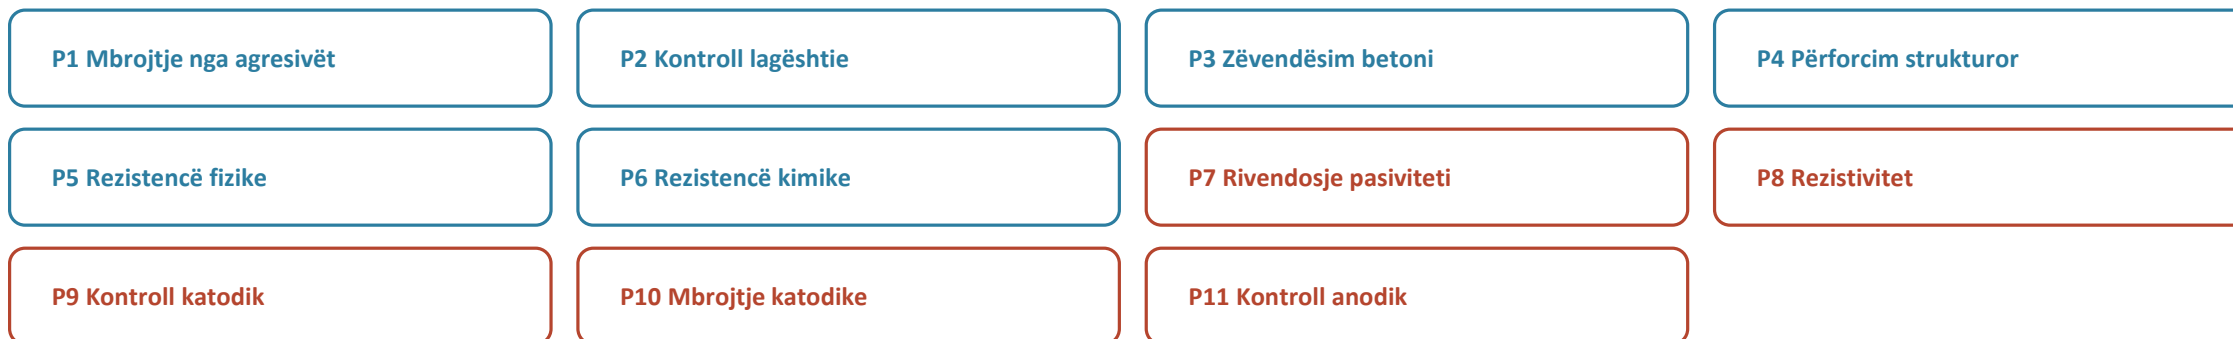 P1 Mbrojtje nga agresivët
P2 Kontroll lagështie
P3 Zëvendësim betoni
P4 Përforcim strukturor
P5 Rezistencë fizike
P6 Rezistencë kimike
P7 Rivendosje pasiviteti
P8 Rezistivitet
P9 Kontroll katodik
P10 Mbrojtje katodike
P11 Kontroll anodik